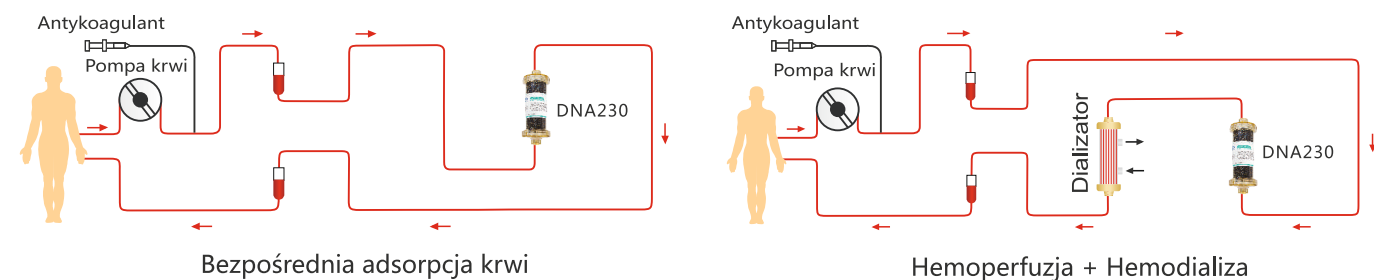 Antykoagulant
Pompa krwi
DNA230
Bezpośrednia adsorpcja krwi
Antykoagulant
Pompa krwi
Dializator
DNA230
Hemoperfuzja + Hemodializa